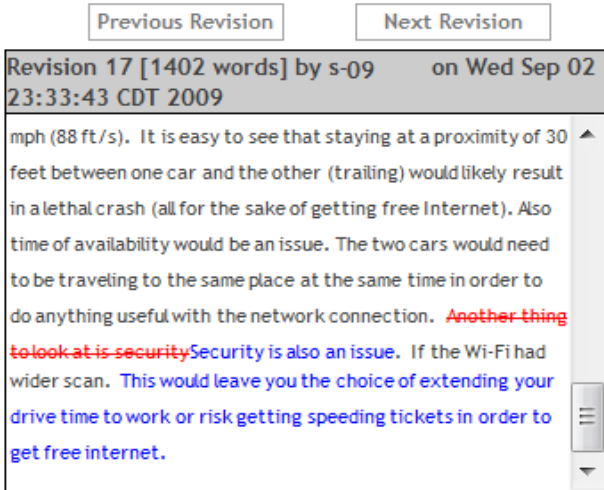 Previous Revision Next Revision
Revision 17 [1402 words] by s-09 on Wed Sep 02
23:33:43 CDT 2009
mph (88 ft/s). It is easy to see that staying at a proximity of 30
feet between one car and the other (trailing) would likely result
in a lethal crash (all for the sake of getting free Internet). Also
time of availability would be an issue. The two cars would need
to be traveling to the same place at the same time in order to
do anything useful with the network connection. Another thing
to look at is securitySecurity is also an issue. If the Wi-Fi had
wider scan. This would leave you the choice of extending your
drive time to work or risk getting speeding tickets in order to
get free internet.